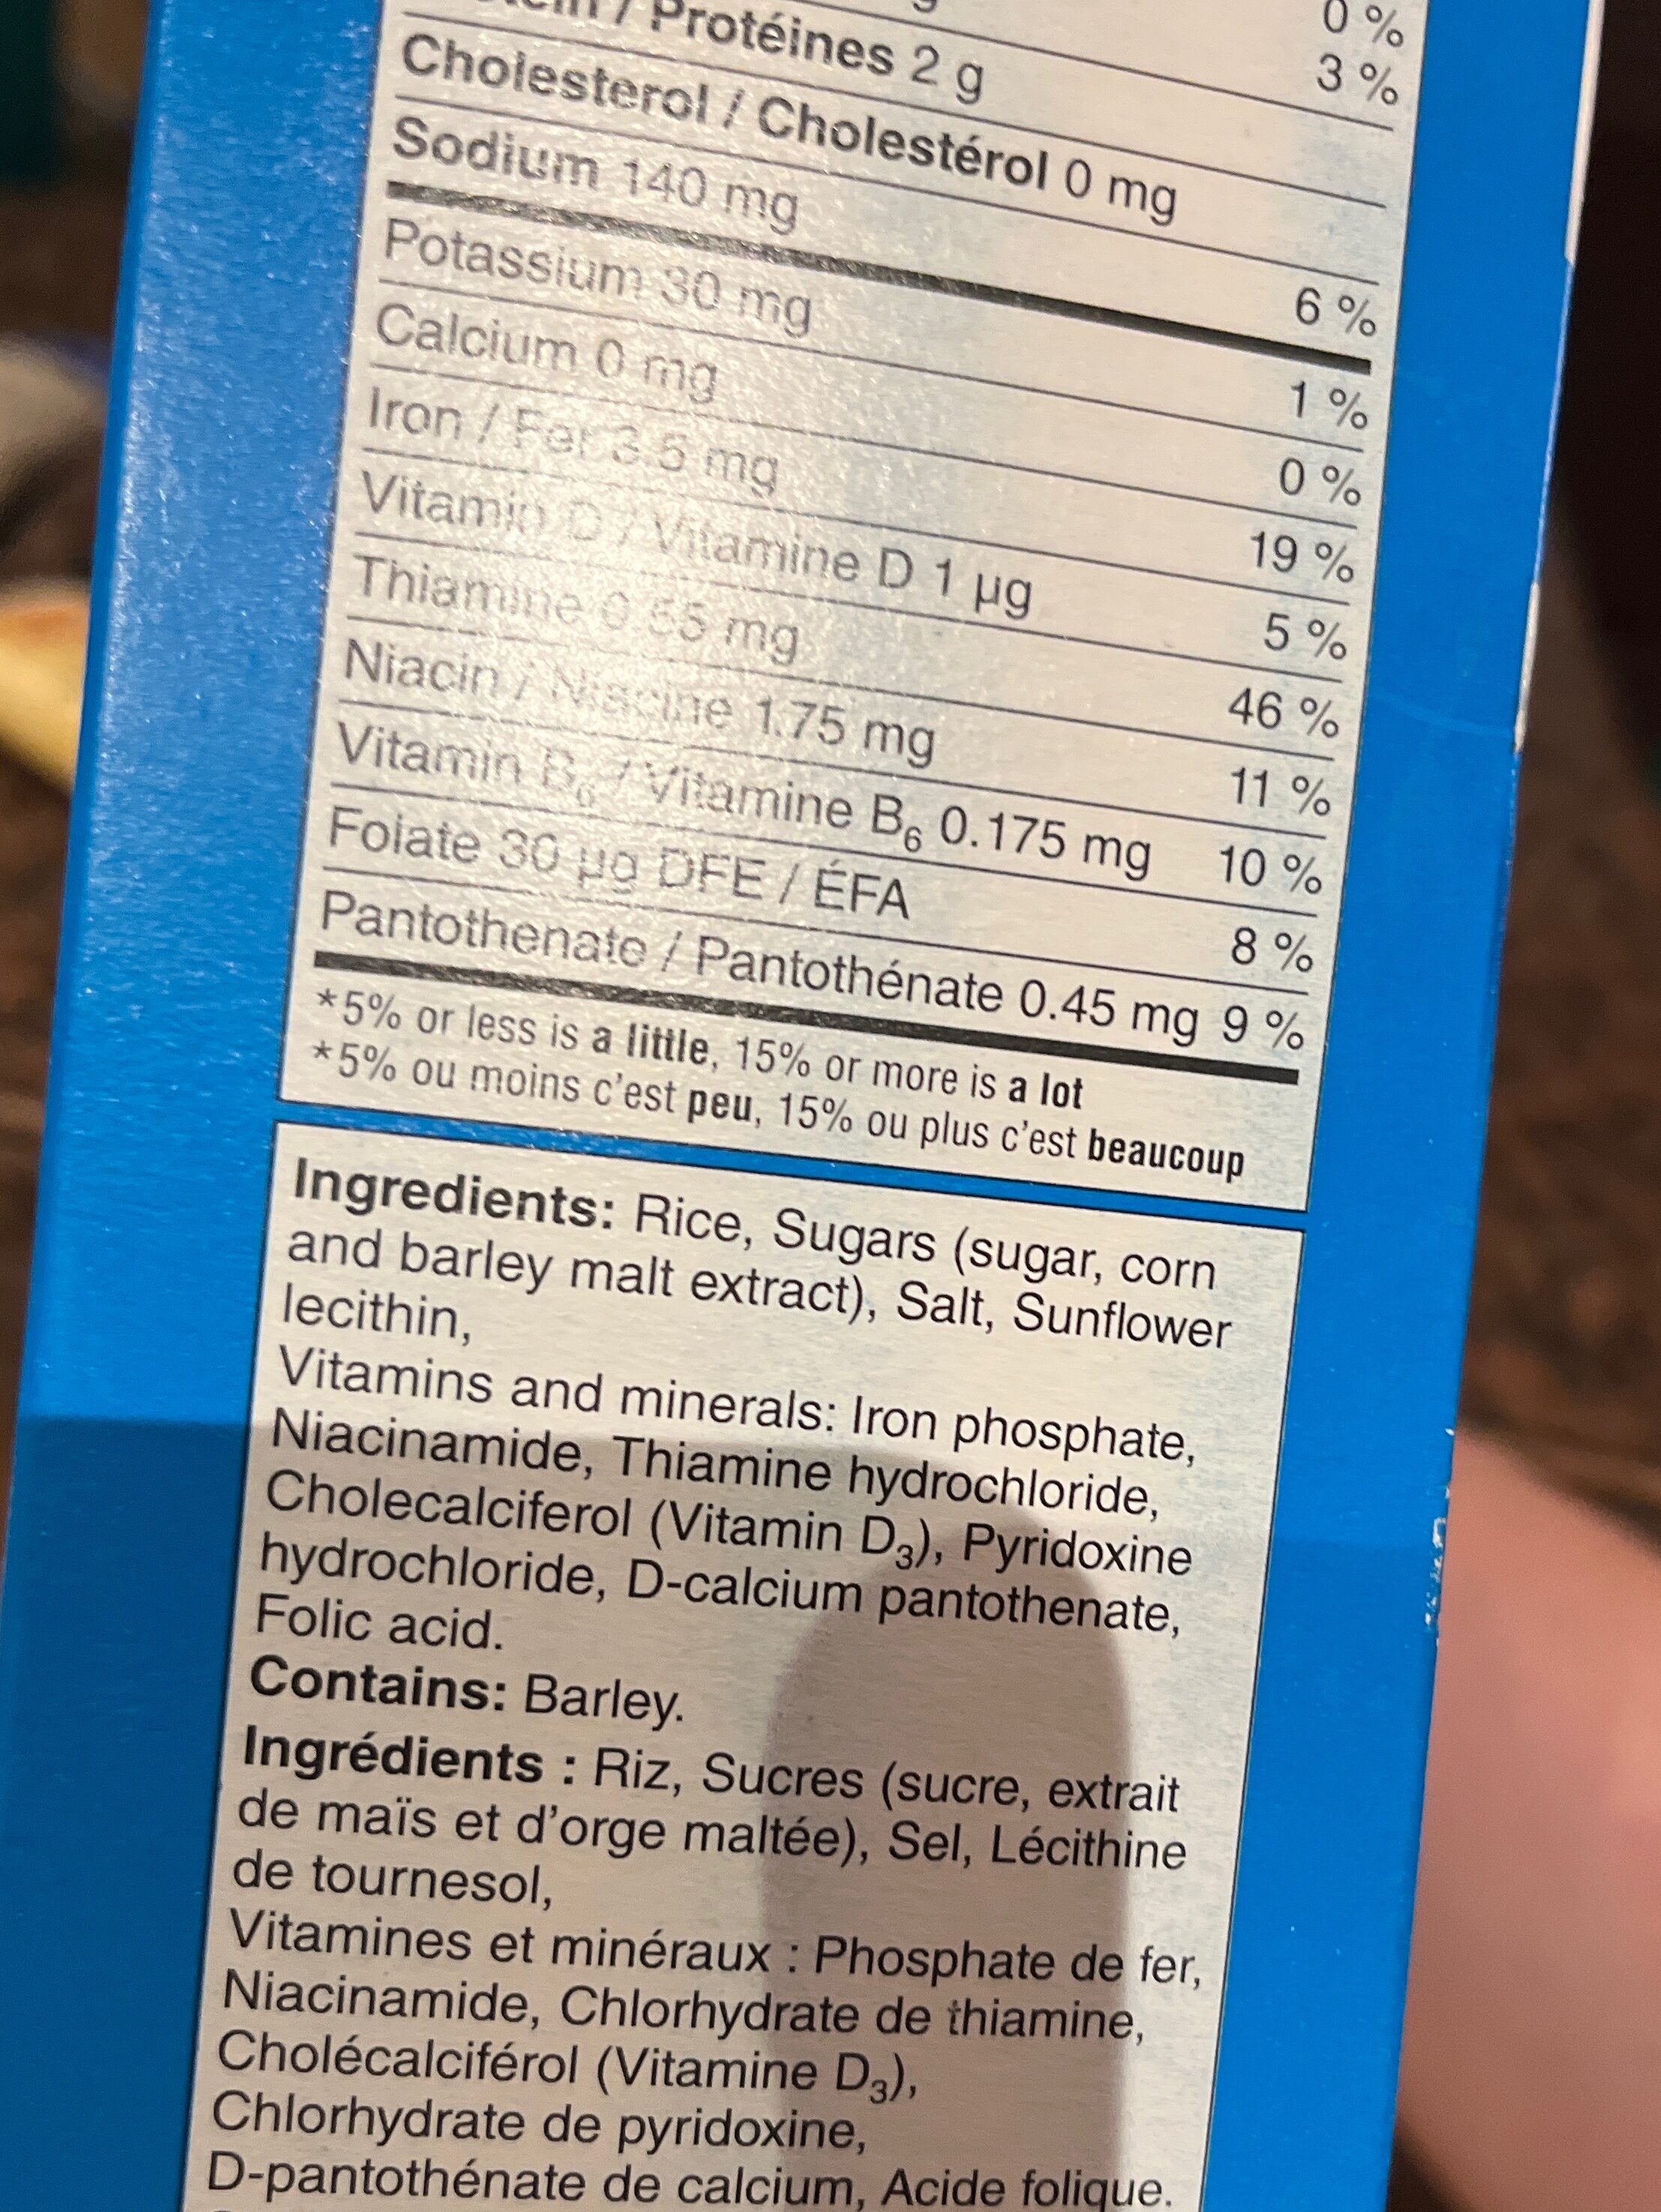 0 %
3 %
/ Protéines 2 g
Cholesterol / Cholestérol 0 mg
Sodium 140 mg 6 %
Potassium 30 mg 1 %
Calcium 0 mg 0 %
Iron / Fer 3.5 mg 19 %
Vitamin D / Vitamine D 1 µg 5 %
Thiamine 0.55 mg 46 %
Niacin / Niacine 1.75 mg 11 %
Vitamin B₆ / Vitamine B₆ 0.175 mg 10 %
Folate 30 µg DFE / ÉFA 8 %
Pantothenate / Pantothénate 0.45 mg 9 %
*5% or less is a little, 15% or more is a lot
*5% ou moins c'est peu, 15% ou plus c'est beaucoup
Ingredients: Rice, Sugars (sugar, corn
and barley malt extract), Salt, Sunflower
lecithin,
Vitamins and minerals: Iron phosphate,
Niacinamide, Thiamine hydrochloride,
Cholecalciferol (Vitamin D₃), Pyridoxine
hydrochloride, D-calcium pantothenate,
Folic acid.
Contains: Barley.
Ingrédients : Riz, Sucres (sucre, extrait
de maïs et d'orge maltée), Sel, Lécithine
de tournesol,
Vitamines et minéraux : Phosphate de fer,
Niacinamide, Chlorhydrate de thiamine,
Cholécalciférol (Vitamine D₃),
Chlorhydrate de pyridoxine,
D-pantothénate de calcium, Acide folique.